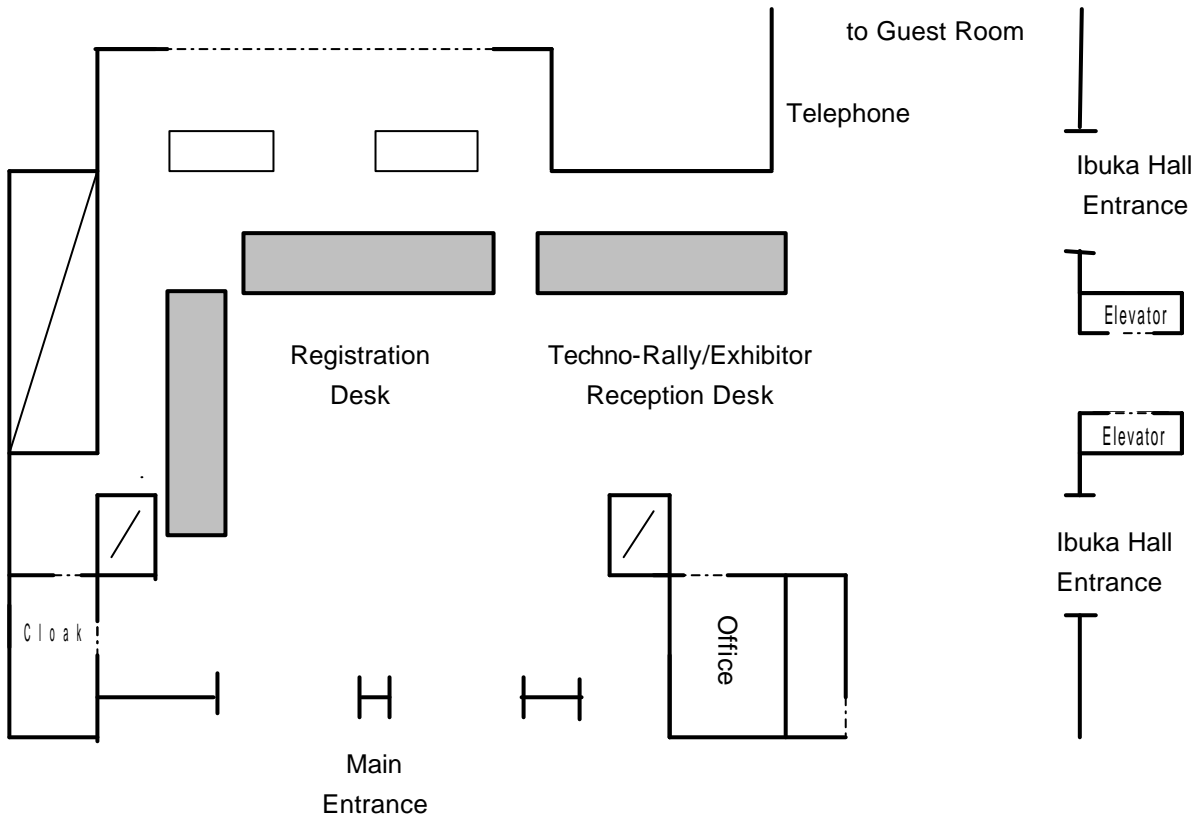 to Guest Room
Telephone
Ibuka Hall
Entrance
Elevator
Registration
Desk
Techno-Rally/Exhibitor
Reception Desk
Elevator
Ibuka Hall
Entrance
Cloak
Office
Main
Entrance